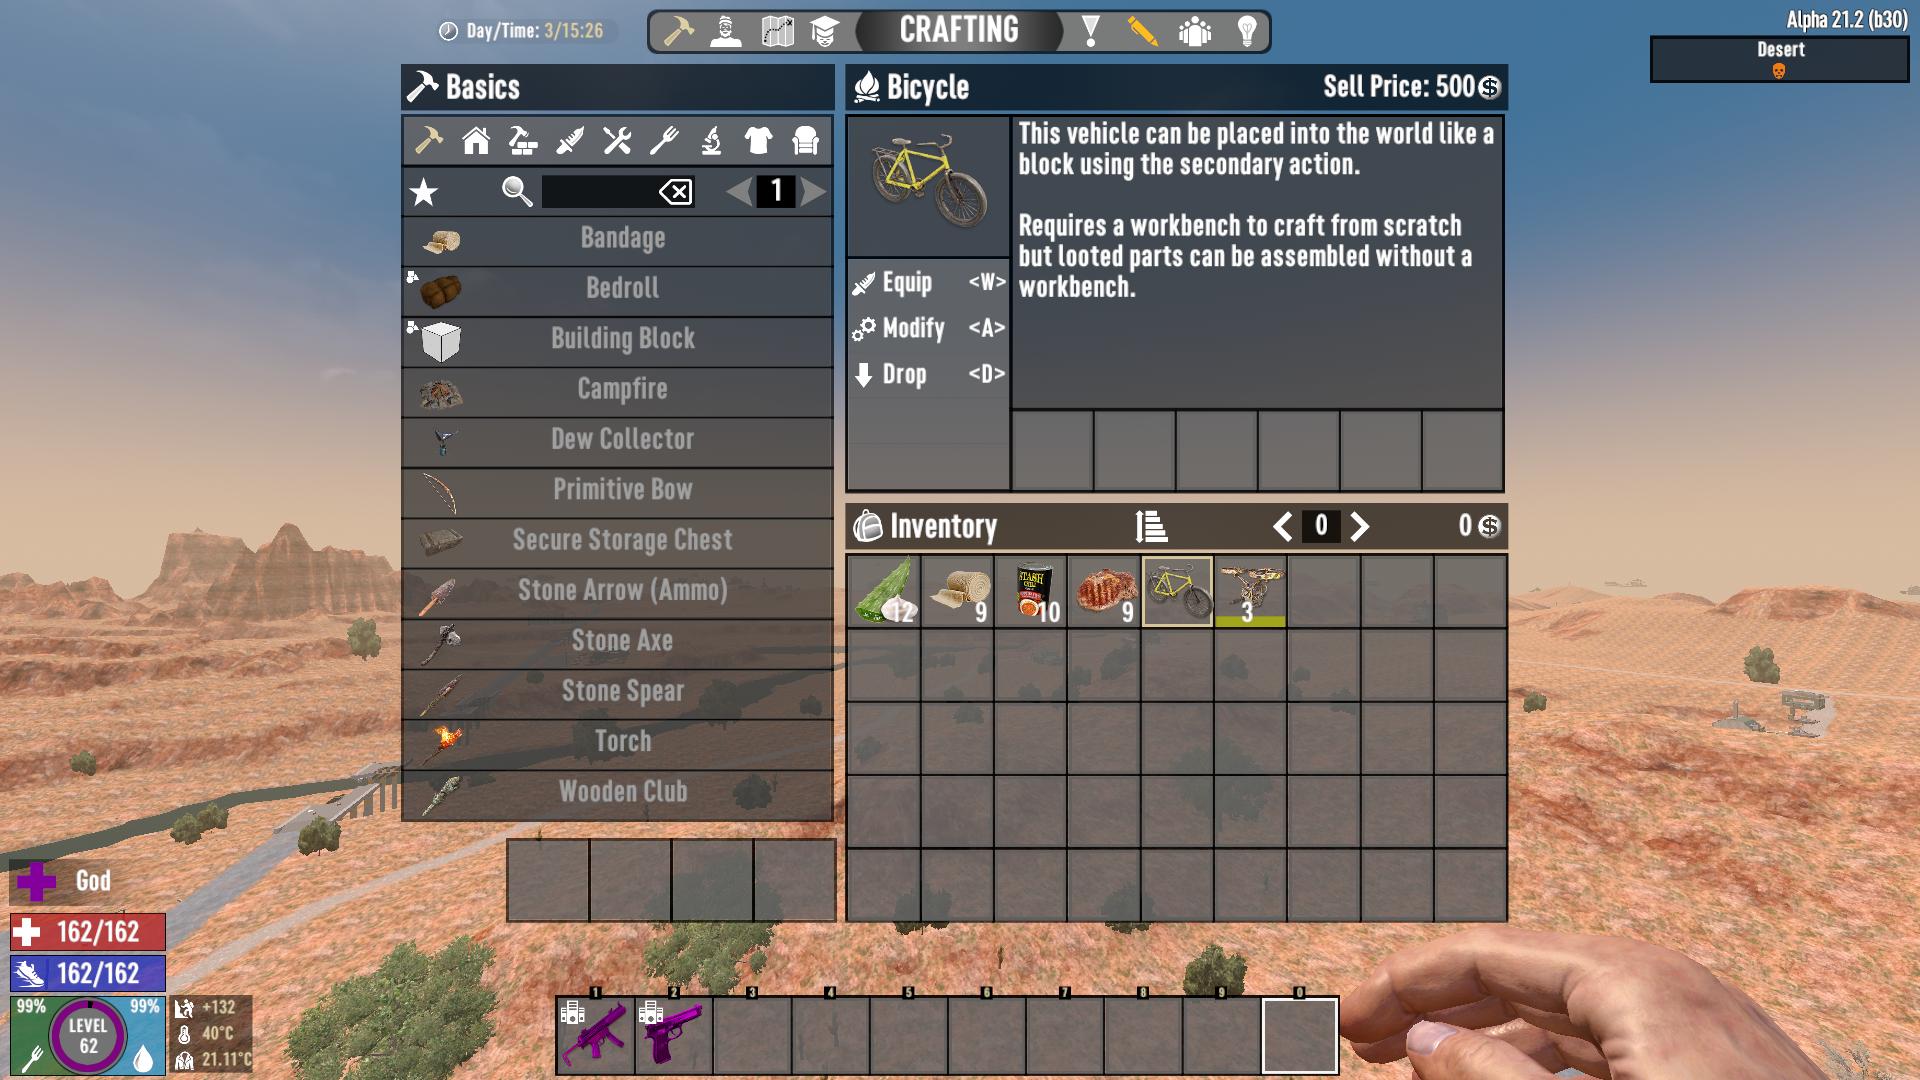 Day/Time: 3/15:26
CRAFTING
Alpha 21.2 (b30)
Desert
Basics
1
Bandage
Bedroll
Building Block
Campfire
Dew Collector
Primitive Bow
Secure Storage Chest
Stone Arrow (Ammo)
Stone Axe
Stone Spear
Torch
Wooden Club
Bicycle
Sell Price: 500
This vehicle can be placed into the world like a
block using the secondary action.
Requires a workbench to craft from scratch
but looted parts can be assembled without a
workbench.
Equip <W>
Modify <A>
Drop <D>
Inventory
0
0
12
9
STASH
CHILI
10
9
3
God
162/162
162/162
99%
99%
LEVEL
62
+132
40°C
21.11°C
1
2
3
4
5
6
7
8
9
0